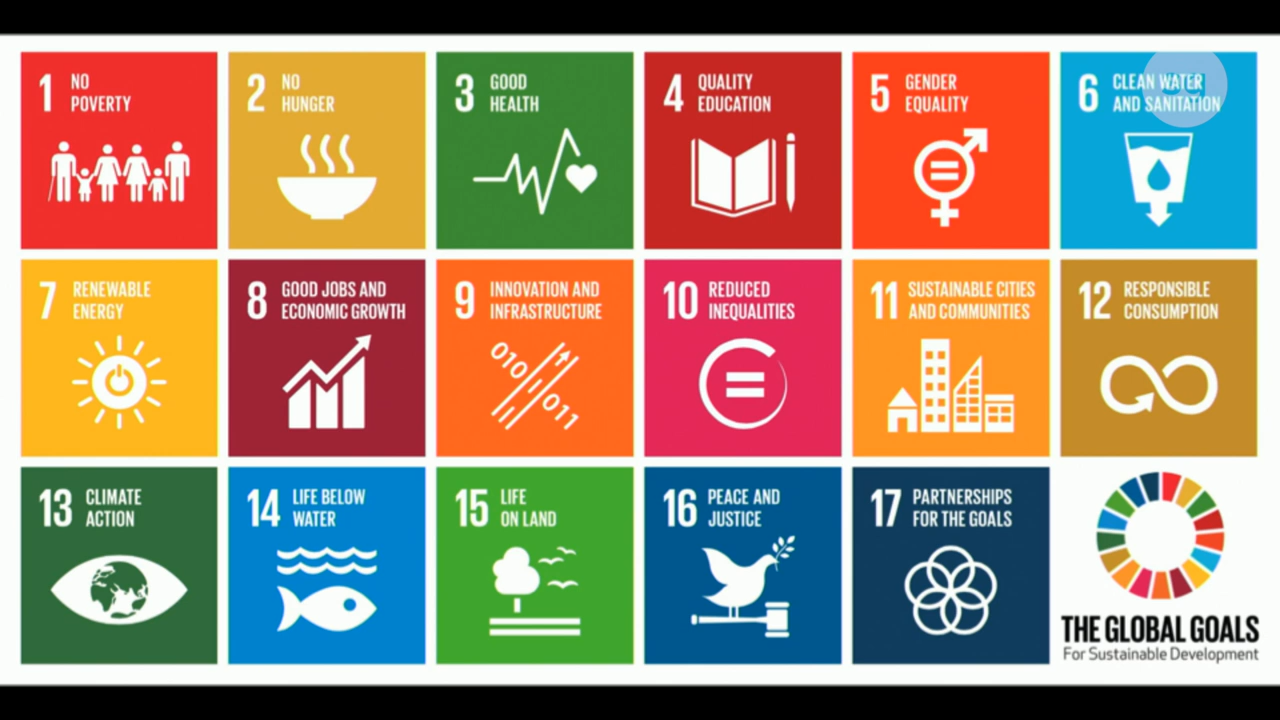 1 NO
POVERTY
2 NO
HUNGER
3 GOOD
HEALTH
4 QUALITY
EDUCATION
5 GENDER
EQUALITY
6 CLEAN WATER
AND SANITATION
7 RENEWABLE
ENERGY
8 GOOD JOBS AND
ECONOMIC GROWTH
9 INNOVATION AND
INFRASTRUCTURE
010
011
10 REDUCED
INEQUALITIES
11 SUSTAINABLE CITIES
AND COMMUNITIES
12 RESPONSIBLE
CONSUMPTION
13 CLIMATE
ACTION
14 LIFE BELOW
WATER
15 LIFE
ON LAND
16 PEACE AND
JUSTICE
17 PARTNERSHIPS
FOR THE GOALS
THE GLOBAL GOALS
For Sustainable Development